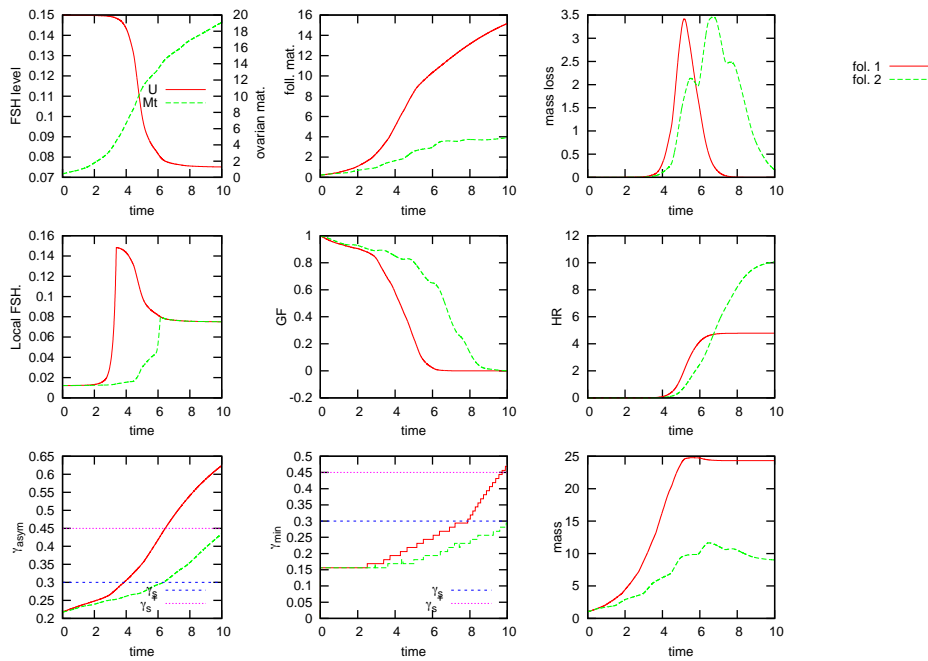 0.15
0.14
0.13
0.12
0.11
0.1
0.09
0.08
0.07
FSH level
U
Mt
20
18
16
14
12
10
8
6
4
2
0
ovarian mat.
0 2 4 6 8 10
time
16
14
12
10
8
6
4
2
0
foll. mat.
0 2 4 6 8 10
time
3.5
3
2.5
2
1.5
1
0.5
0
mass loss
0 2 4 6 8 10
time
fol. 1
fol. 2
0.16
0.14
0.12
0.1
0.08
0.06
0.04
0.02
0
Local FSH.
0 2 4 6 8 10
time
1
0.8
0.6
0.4
0.2
0
-0.2
GF
0 2 4 6 8 10
time
12
10
8
6
4
2
0
HR
0 2 4 6 8 10
time
0.65
0.6
0.55
0.5
0.45
0.4
0.35
0.3
0.25
0.2
γasym
γs
γs+
0 2 4 6 8 10
time
0.5
0.45
0.4
0.35
0.3
0.25
0.2
0.15
0.1
0.05
0
γmin
γs
γs+
0 2 4 6 8 10
time
25
20
15
10
5
0
mass
0 2 4 6 8 10
time